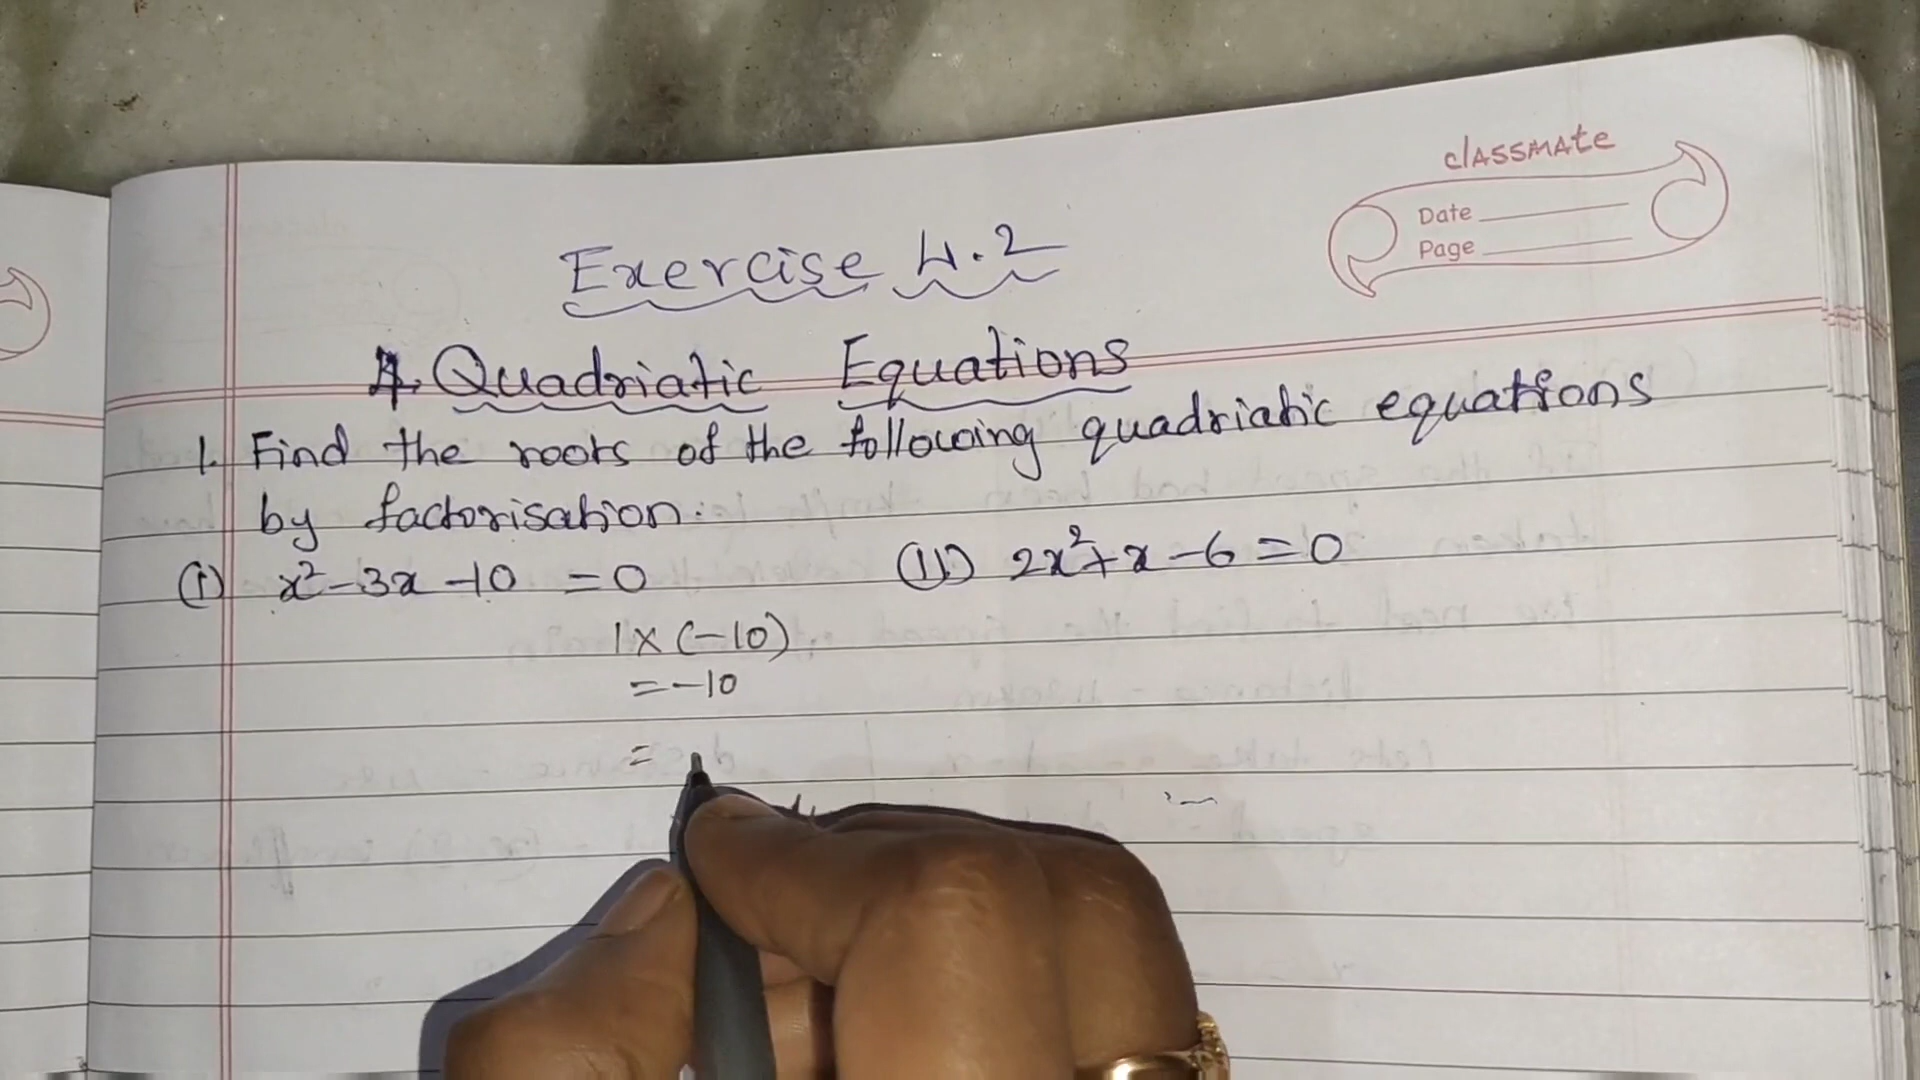 classmate
Date
Page
Exercise 4.2
4. Quadriatic Equations
1. Find the roots of the following quadriatic equations
by factorisation.
(i) x²-3x-10 = 0 (ii) 2x²+x-6=0
1×(-10)
=-10
=